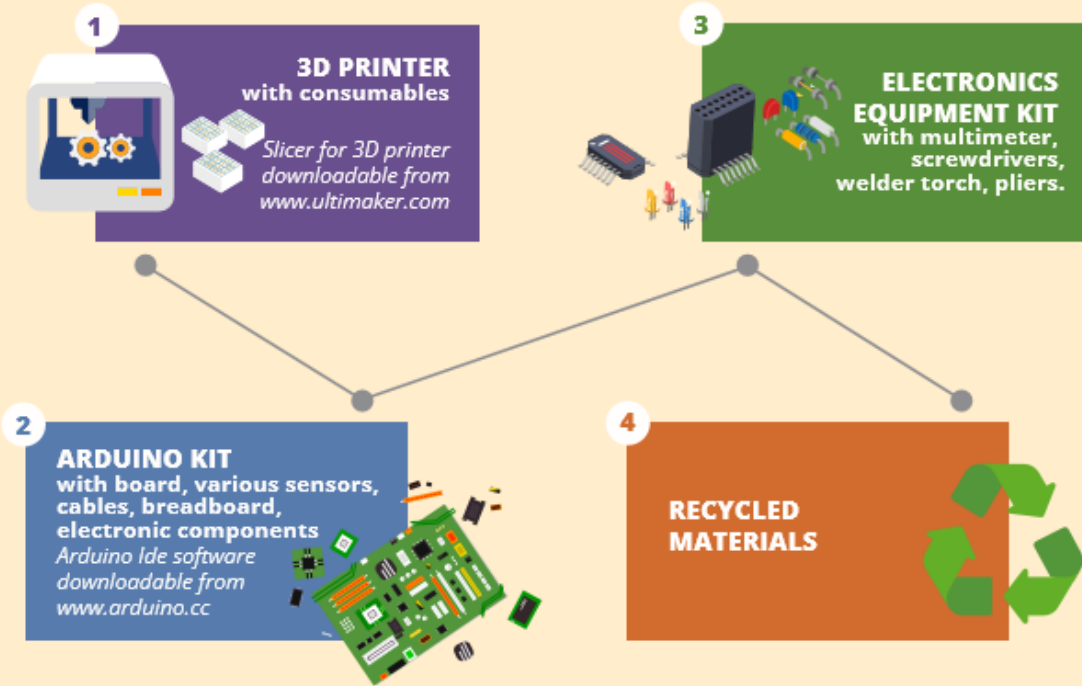 1
3D PRINTER
with consumables
Slicer for 3D printer
downloadable from
www.ultimaker.com
2
ARDUINO KIT
with board, various sensors,
cables, breadboard,
electronic components
Arduino Ide software
downloadable from
www.arduino.cc
3
ELECTRONICS
EQUIPMENT KIT
with multimeter,
screwdrivers,
welder torch, pliers.
4
RECYCLED
MATERIALS